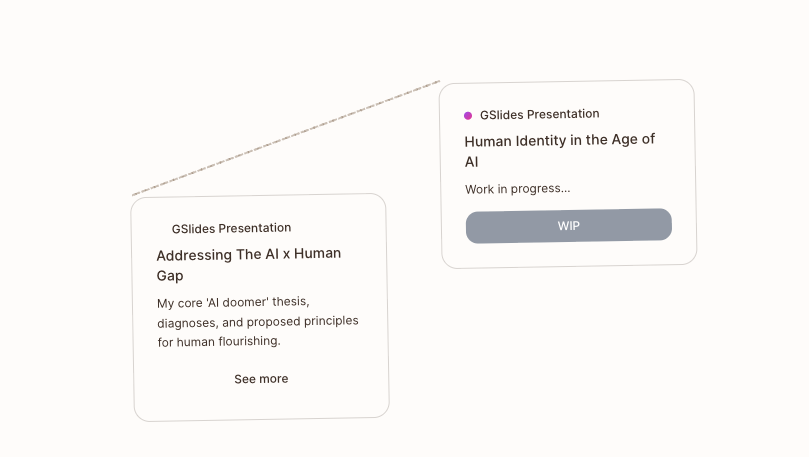 GSlides Presentation
Human Identity in the Age of
AI
Work in progress...
WIP
GSlides Presentation
Addressing The AI x Human
Gap
My core 'AI doomer' thesis,
diagnoses, and proposed principles
for human flourishing.
See more